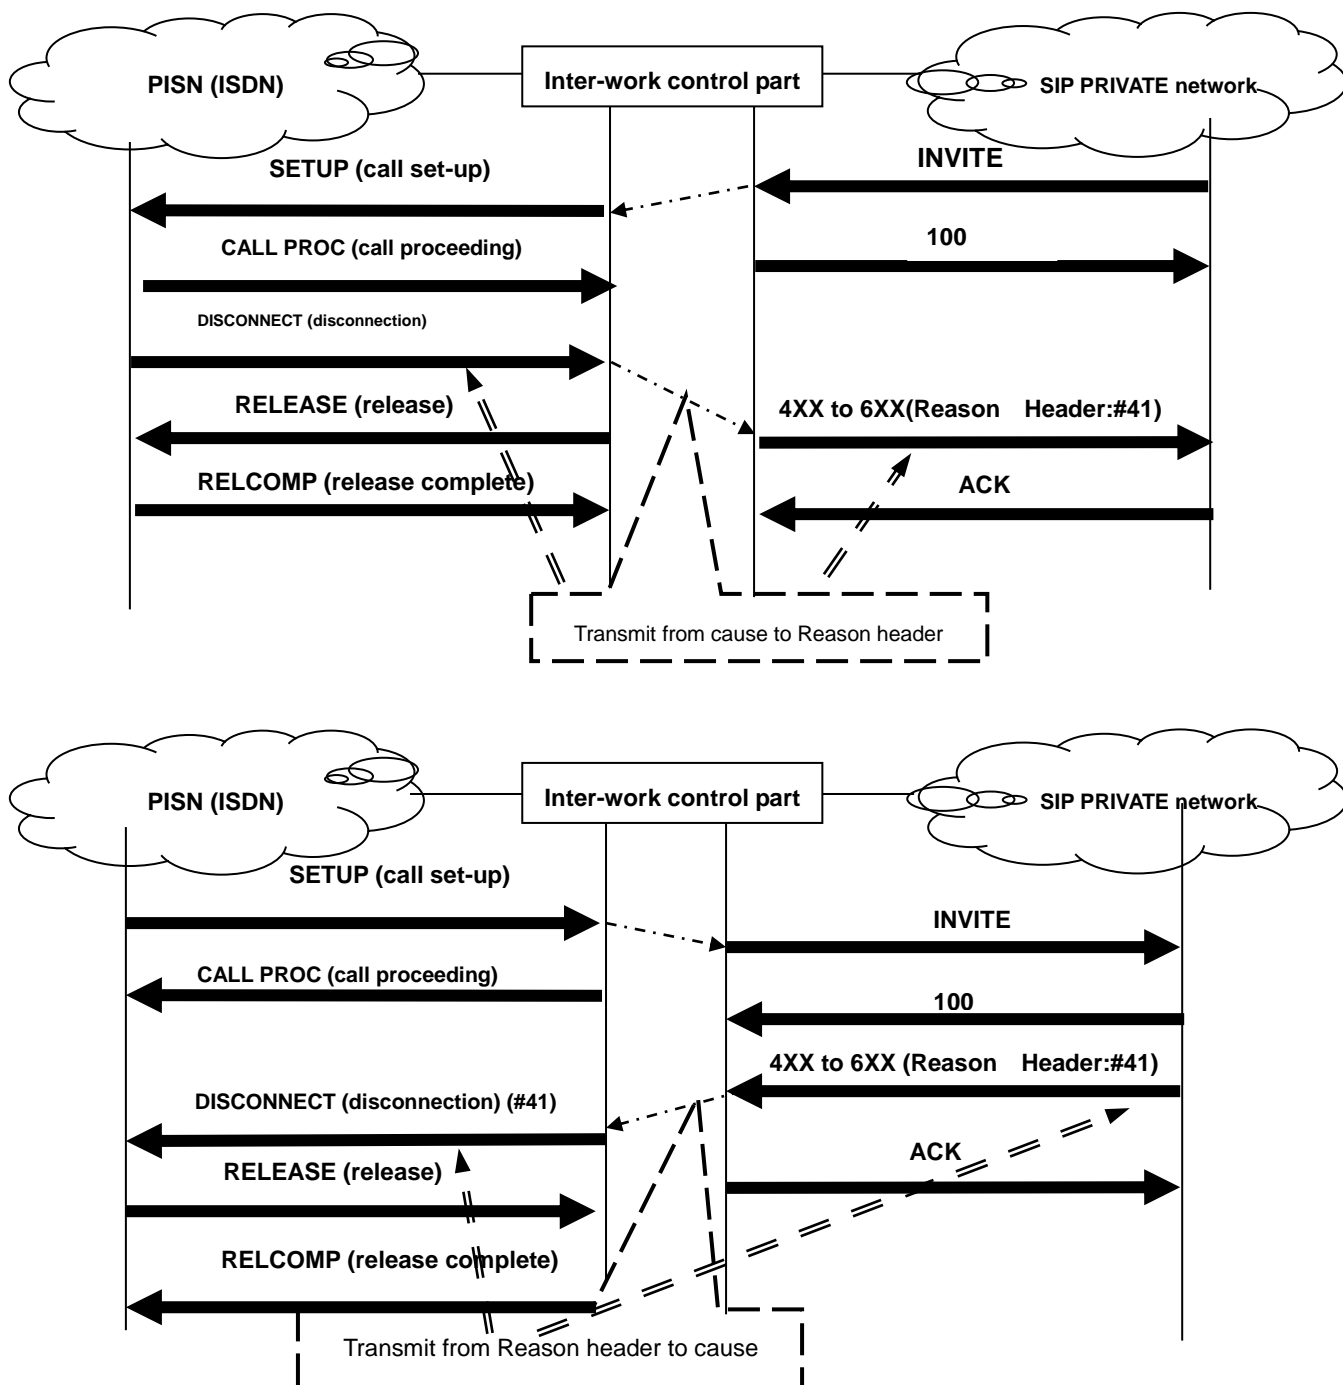 PISN (ISDN)
Inter-work control part
SIP PRIVATE network
SETUP (call set-up)
INVITE
CALL PROC (call proceeding)
100
DISCONNECT (disconnection)
RELEASE (release)
4XX to 6XX(Reason Header:#41)
RELCOMP (release complete)
ACK
Transmit from cause to Reason header
PISN (ISDN)
Inter-work control part
SIP PRIVATE network
SETUP (call set-up)
INVITE
CALL PROC (call proceeding)
100
4XX to 6XX (Reason Header:#41)
DISCONNECT (disconnection) (#41)
ACK
RELEASE (release)
RELCOMP (release complete)
Transmit from Reason header to cause